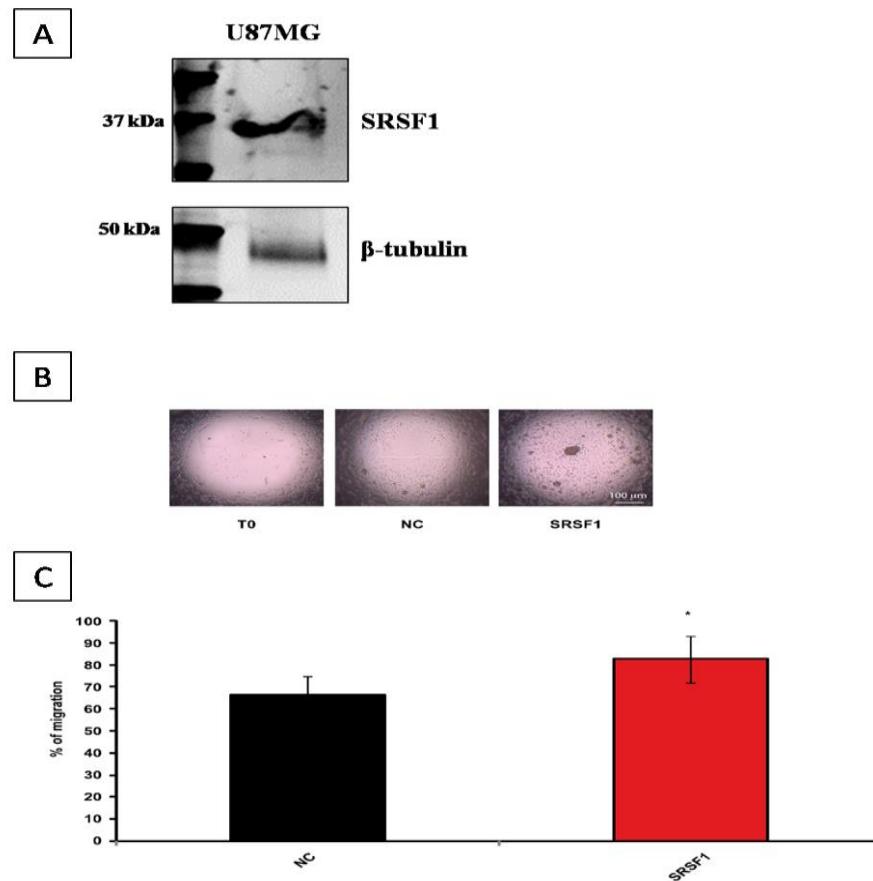 A
U87MG
37 kDa
SRSF1
50 kDa
β-tubulin
B
100 µm
T0
NC
SRSF1
C
100
90
80
70
60
50
40
30
20
10
0
% of migration
*
NC
SRSF1